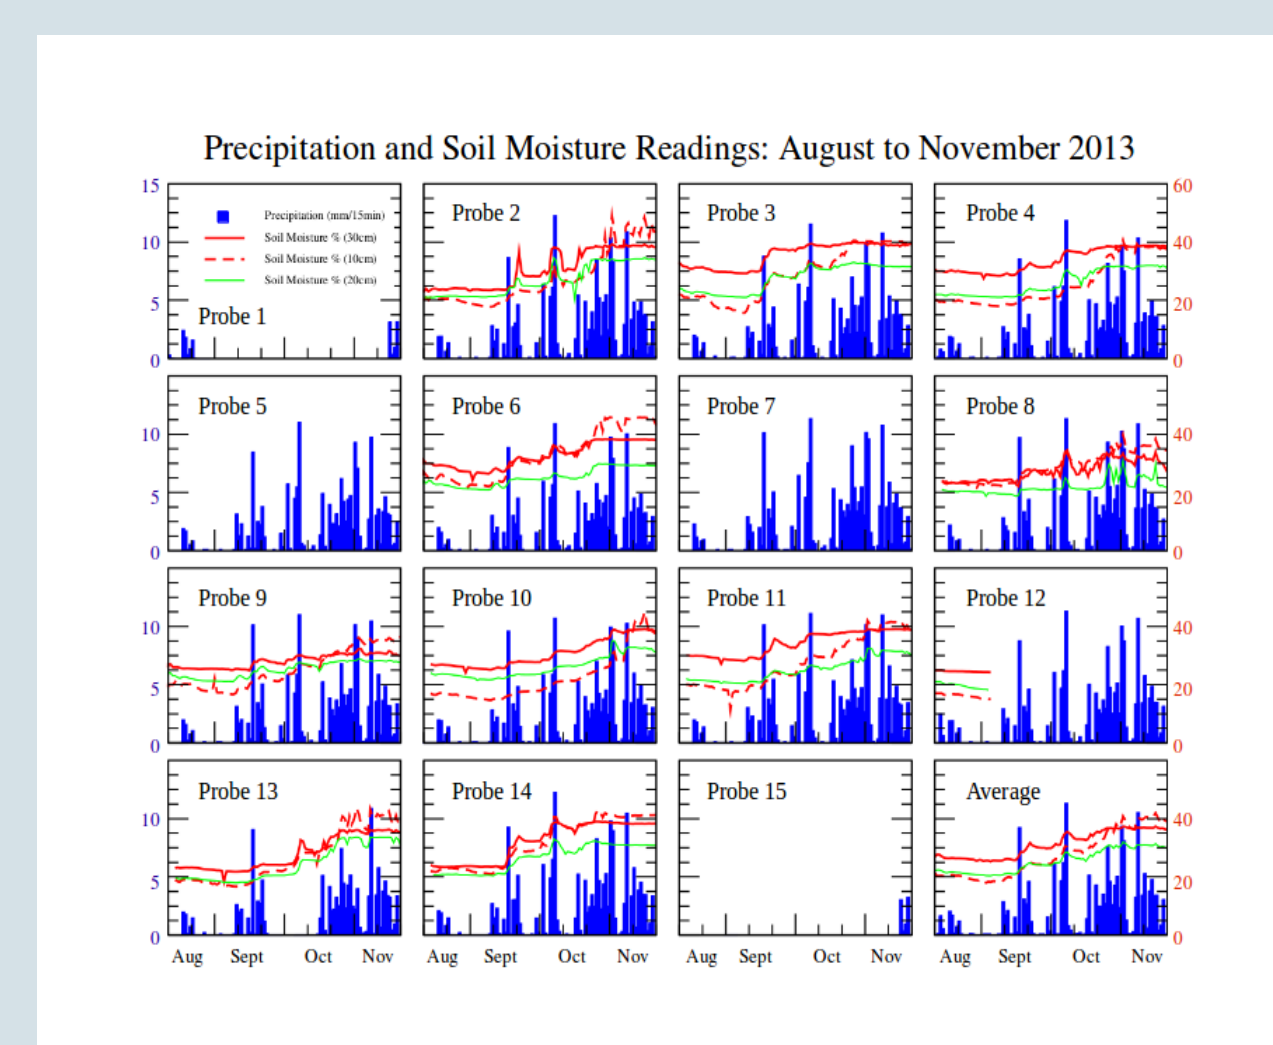 Precipitation and Soil Moisture Readings: August to November 2013
15
10
5
0
Precipitation (mm/15min)
Soil Moisture % (30cm)
Soil Moisture % (10cm)
Soil Moisture % (20cm)
Probe 1
Probe 2
Probe 3
Probe 4
60
40
20
0
10
5
0
Probe 5
Probe 6
Probe 7
Probe 8
40
20
0
10
5
0
Probe 9
Probe 10
Probe 11
Probe 12
40
20
0
10
5
0
Probe 13
Probe 14
Probe 15
Average
40
20
0
Aug Sept Oct Nov
Aug Sept Oct Nov
Aug Sept Oct Nov
Aug Sept Oct Nov